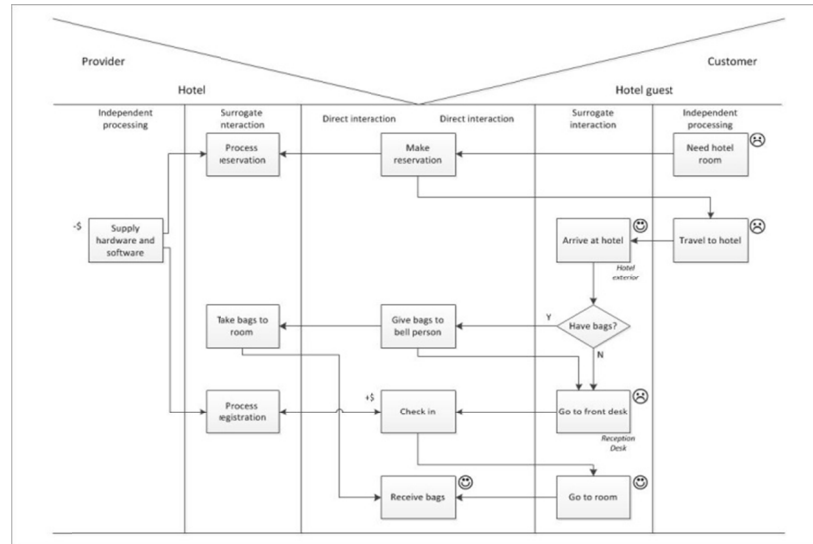 Provider
Customer
Hotel
Hotel guest
Independent
processing
Surrogate
nteraction
Direct interaction
Direct interaction
Surrogate
interaction
Independent
processing
Process
reservation
Make
reservation
Need hotel
room
-$
Supply
hardware and
software
Arrive at hotel
Travel to hotel
Hotel
exterior
Take bags to
room
Give bags to
bell person
Y
Have bags?
N
Process
registration
+$
Check in
Go to front desk
Reception
Desk
Receive bags
Go to room